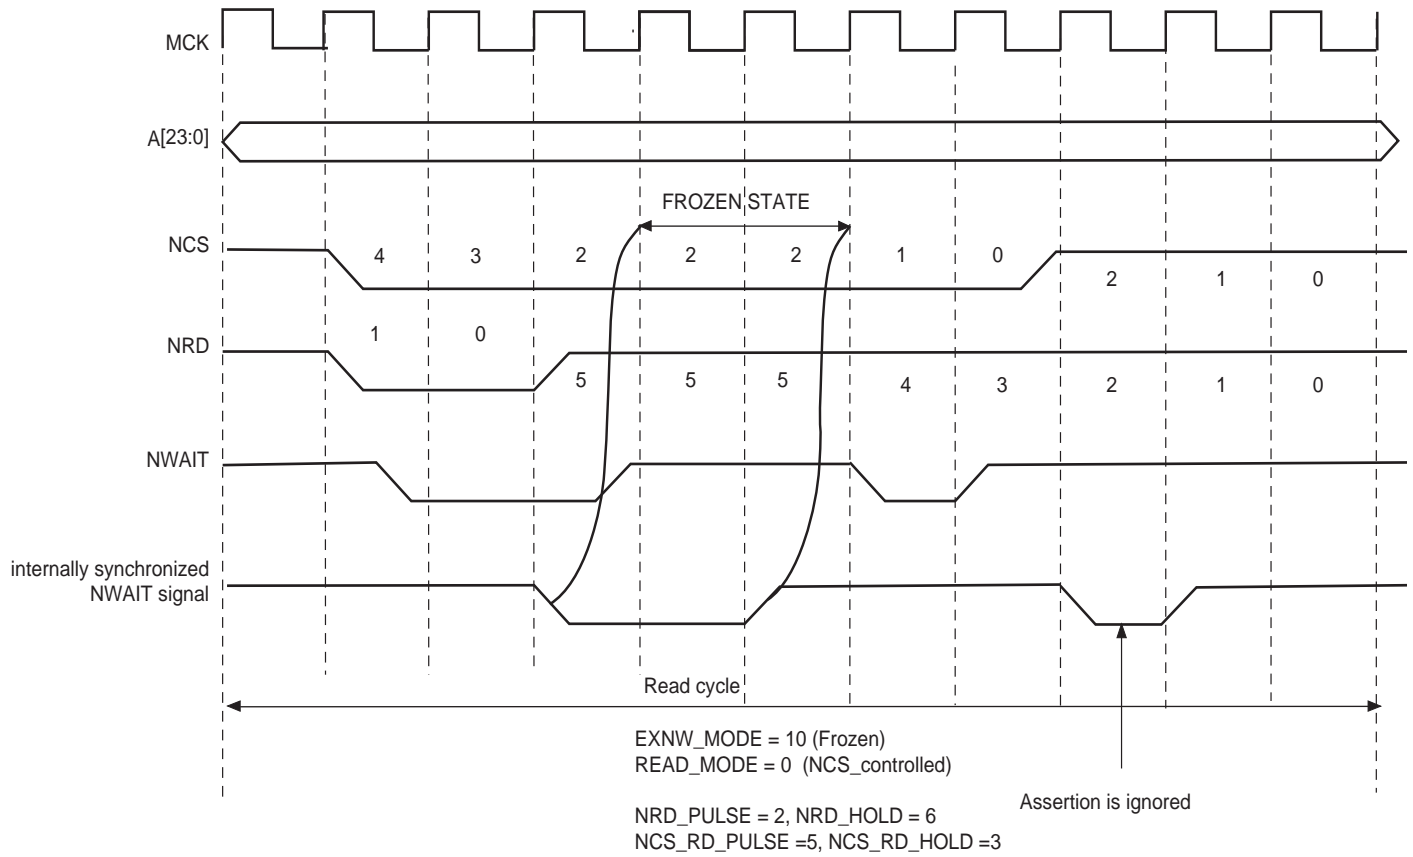 MCK
A[23:0]
FROZEN STATE
NCS
4 3 2 2 2 1 0
2 1 0
1 0
NRD
5 5 5 4 3 2 1 0
NWAIT
internally synchronized
NWAIT signal
Read cycle
EXNW_MODE = 10 (Frozen)
READ_MODE = 0 (NCS_controlled)
Assertion is ignored
NRD_PULSE = 2, NRD_HOLD = 6
NCS_RD_PULSE =5, NCS_RD_HOLD =3